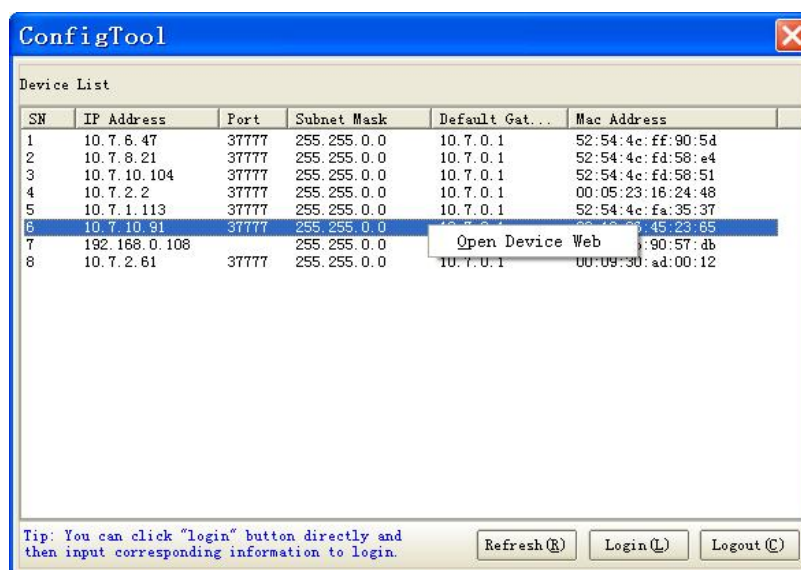 ConfigTool
Device List
SN IP Address Port Subnet Mask Default Gat... Mac Address
1 10.7.6.47 37777 255.255.0.0 10.7.0.1 52:54:4c:ff:90:5d
2 10.7.8.21 37777 255.255.0.0 10.7.0.1 52:54:4c:fd:58:e4
3 10.7.10.104 37777 255.255.0.0 10.7.0.1 52:54:4c:fd:58:51
4 10.7.2.2 37777 255.255.0.0 10.7.0.1 00:05:23:16:24:48
5 10.7.1.113 37777 255.255.0.0 10.7.0.1 52:54:4c:fa:35:37
6 10.7.10.91 37777 255.255.0.0 :45:23:65
Open Device Web
7 192.168.0.108 255.255.0.0 :90:57:db
8 10.7.2.61 37777 255.255.0.0 10.7.0.1 00:09:30:ad:00:12
Tip: You can click "login" button directly and
then input corresponding information to login.
Refresh(R) Login(L) Logout(C)